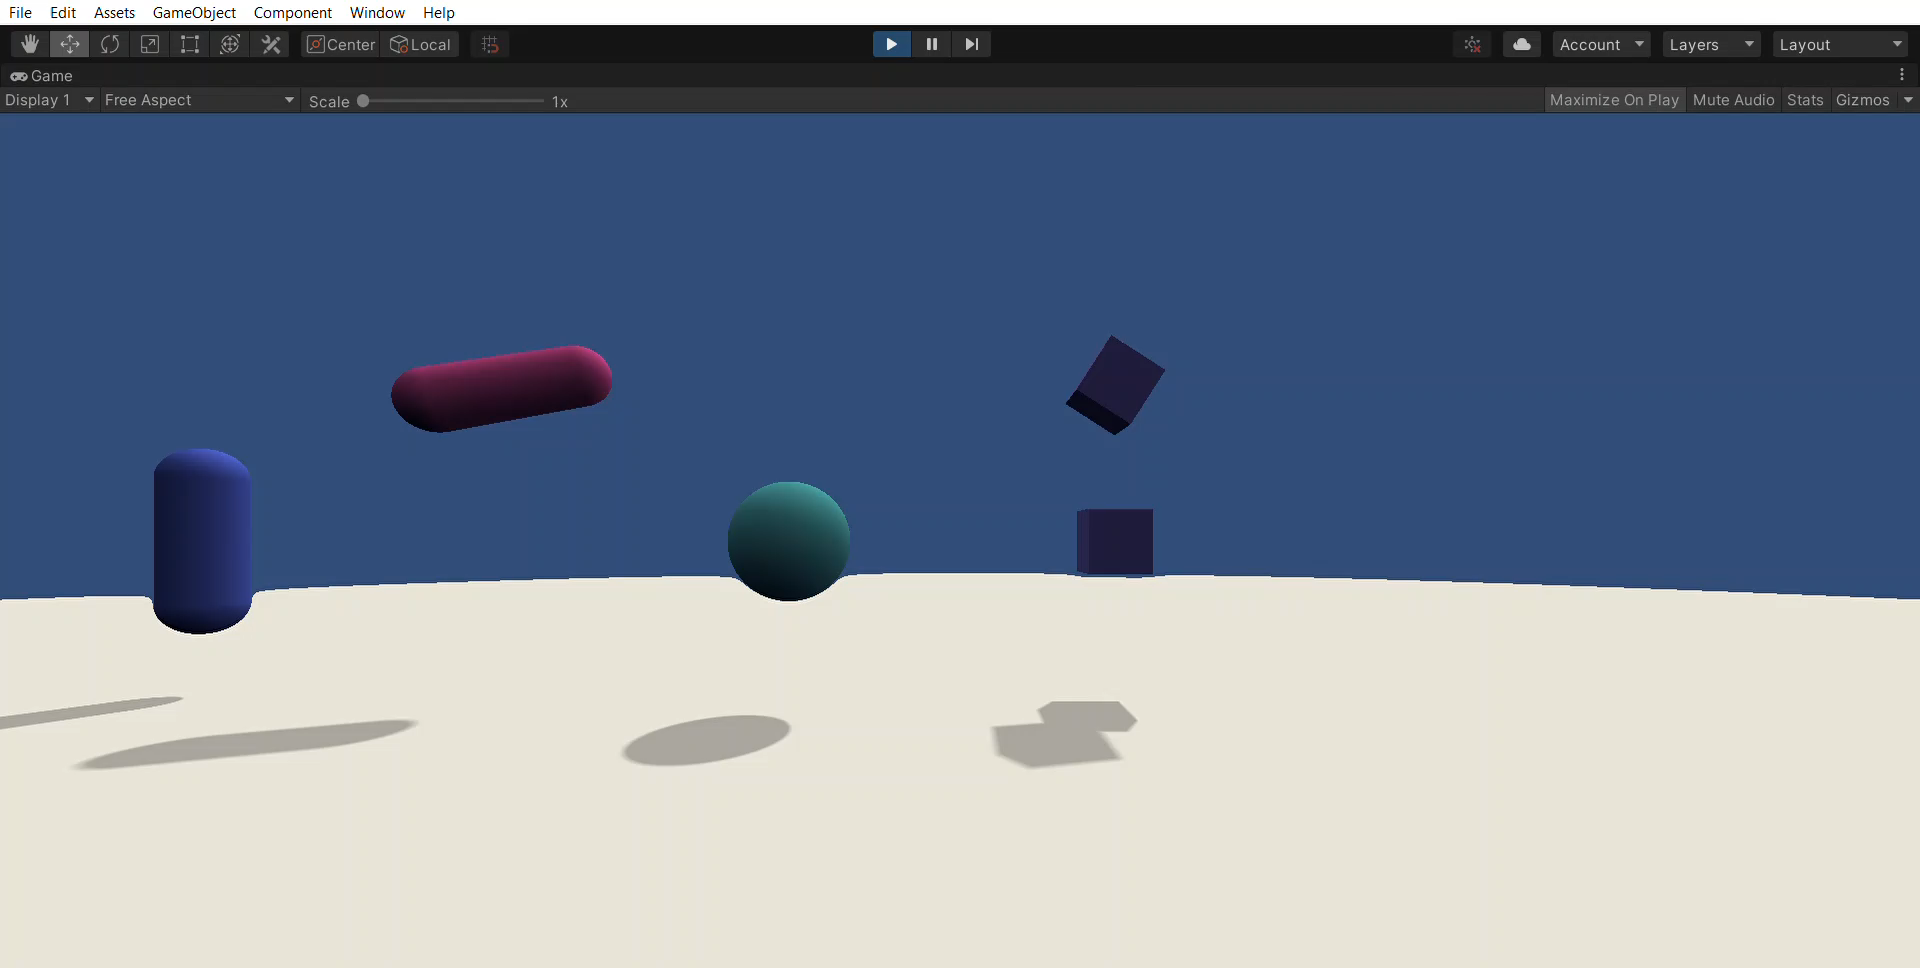 File Edit Assets GameObject Component Window Help
Center Local Account Layers Layout
Game
Display 1 Free Aspect Scale 1x Maximize On Play Mute Audio Stats Gizmos